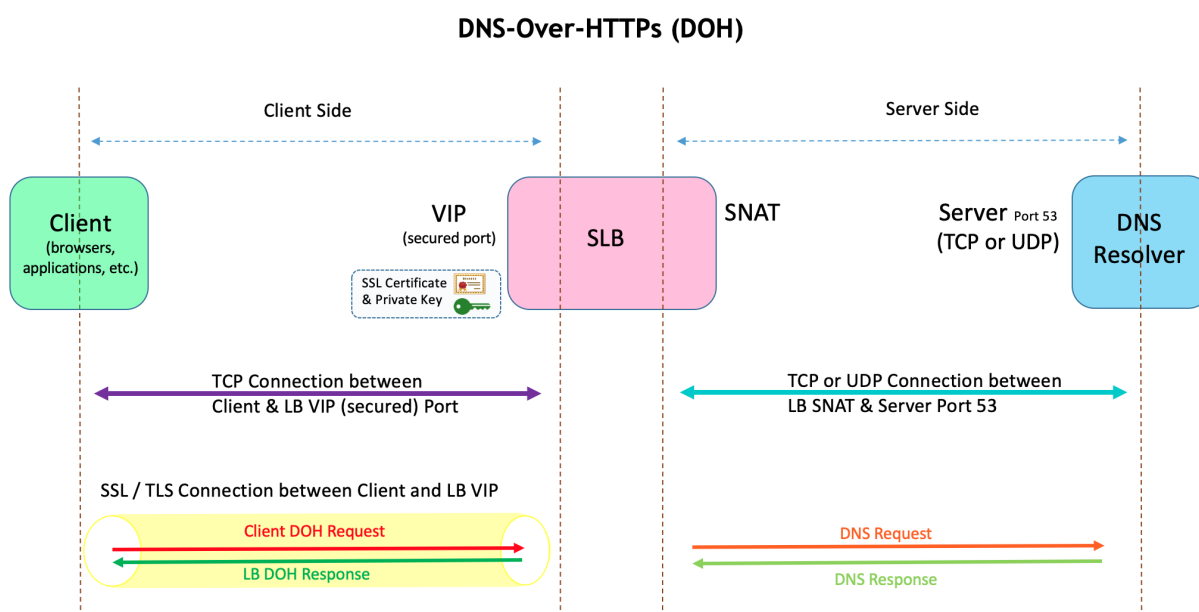 DNS-Over-HTTPs (DOH)
Client Side
Server Side
Client
(browsers,
applications, etc.)
VIP
(secured port)
SSL Certificate
& Private Key
SLB
SNAT
Server Port 53
(TCP or UDP)
DNS
Resolver
TCP Connection between
Client & LB VIP (secured) Port
TCP or UDP Connection between
LB SNAT & Server Port 53
SSL / TLS Connection between Client and LB VIP
Client DOH Request
LB DOH Response
DNS Request
DNS Response